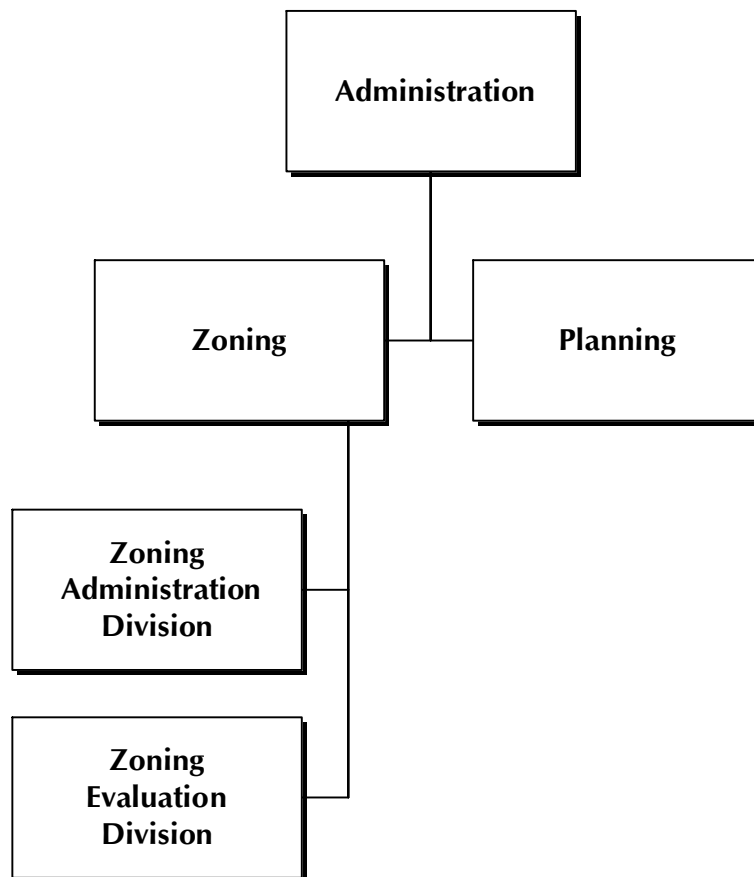 Administration
Zoning
Planning
Zoning
Administration
Division
Zoning
Evaluation
Division